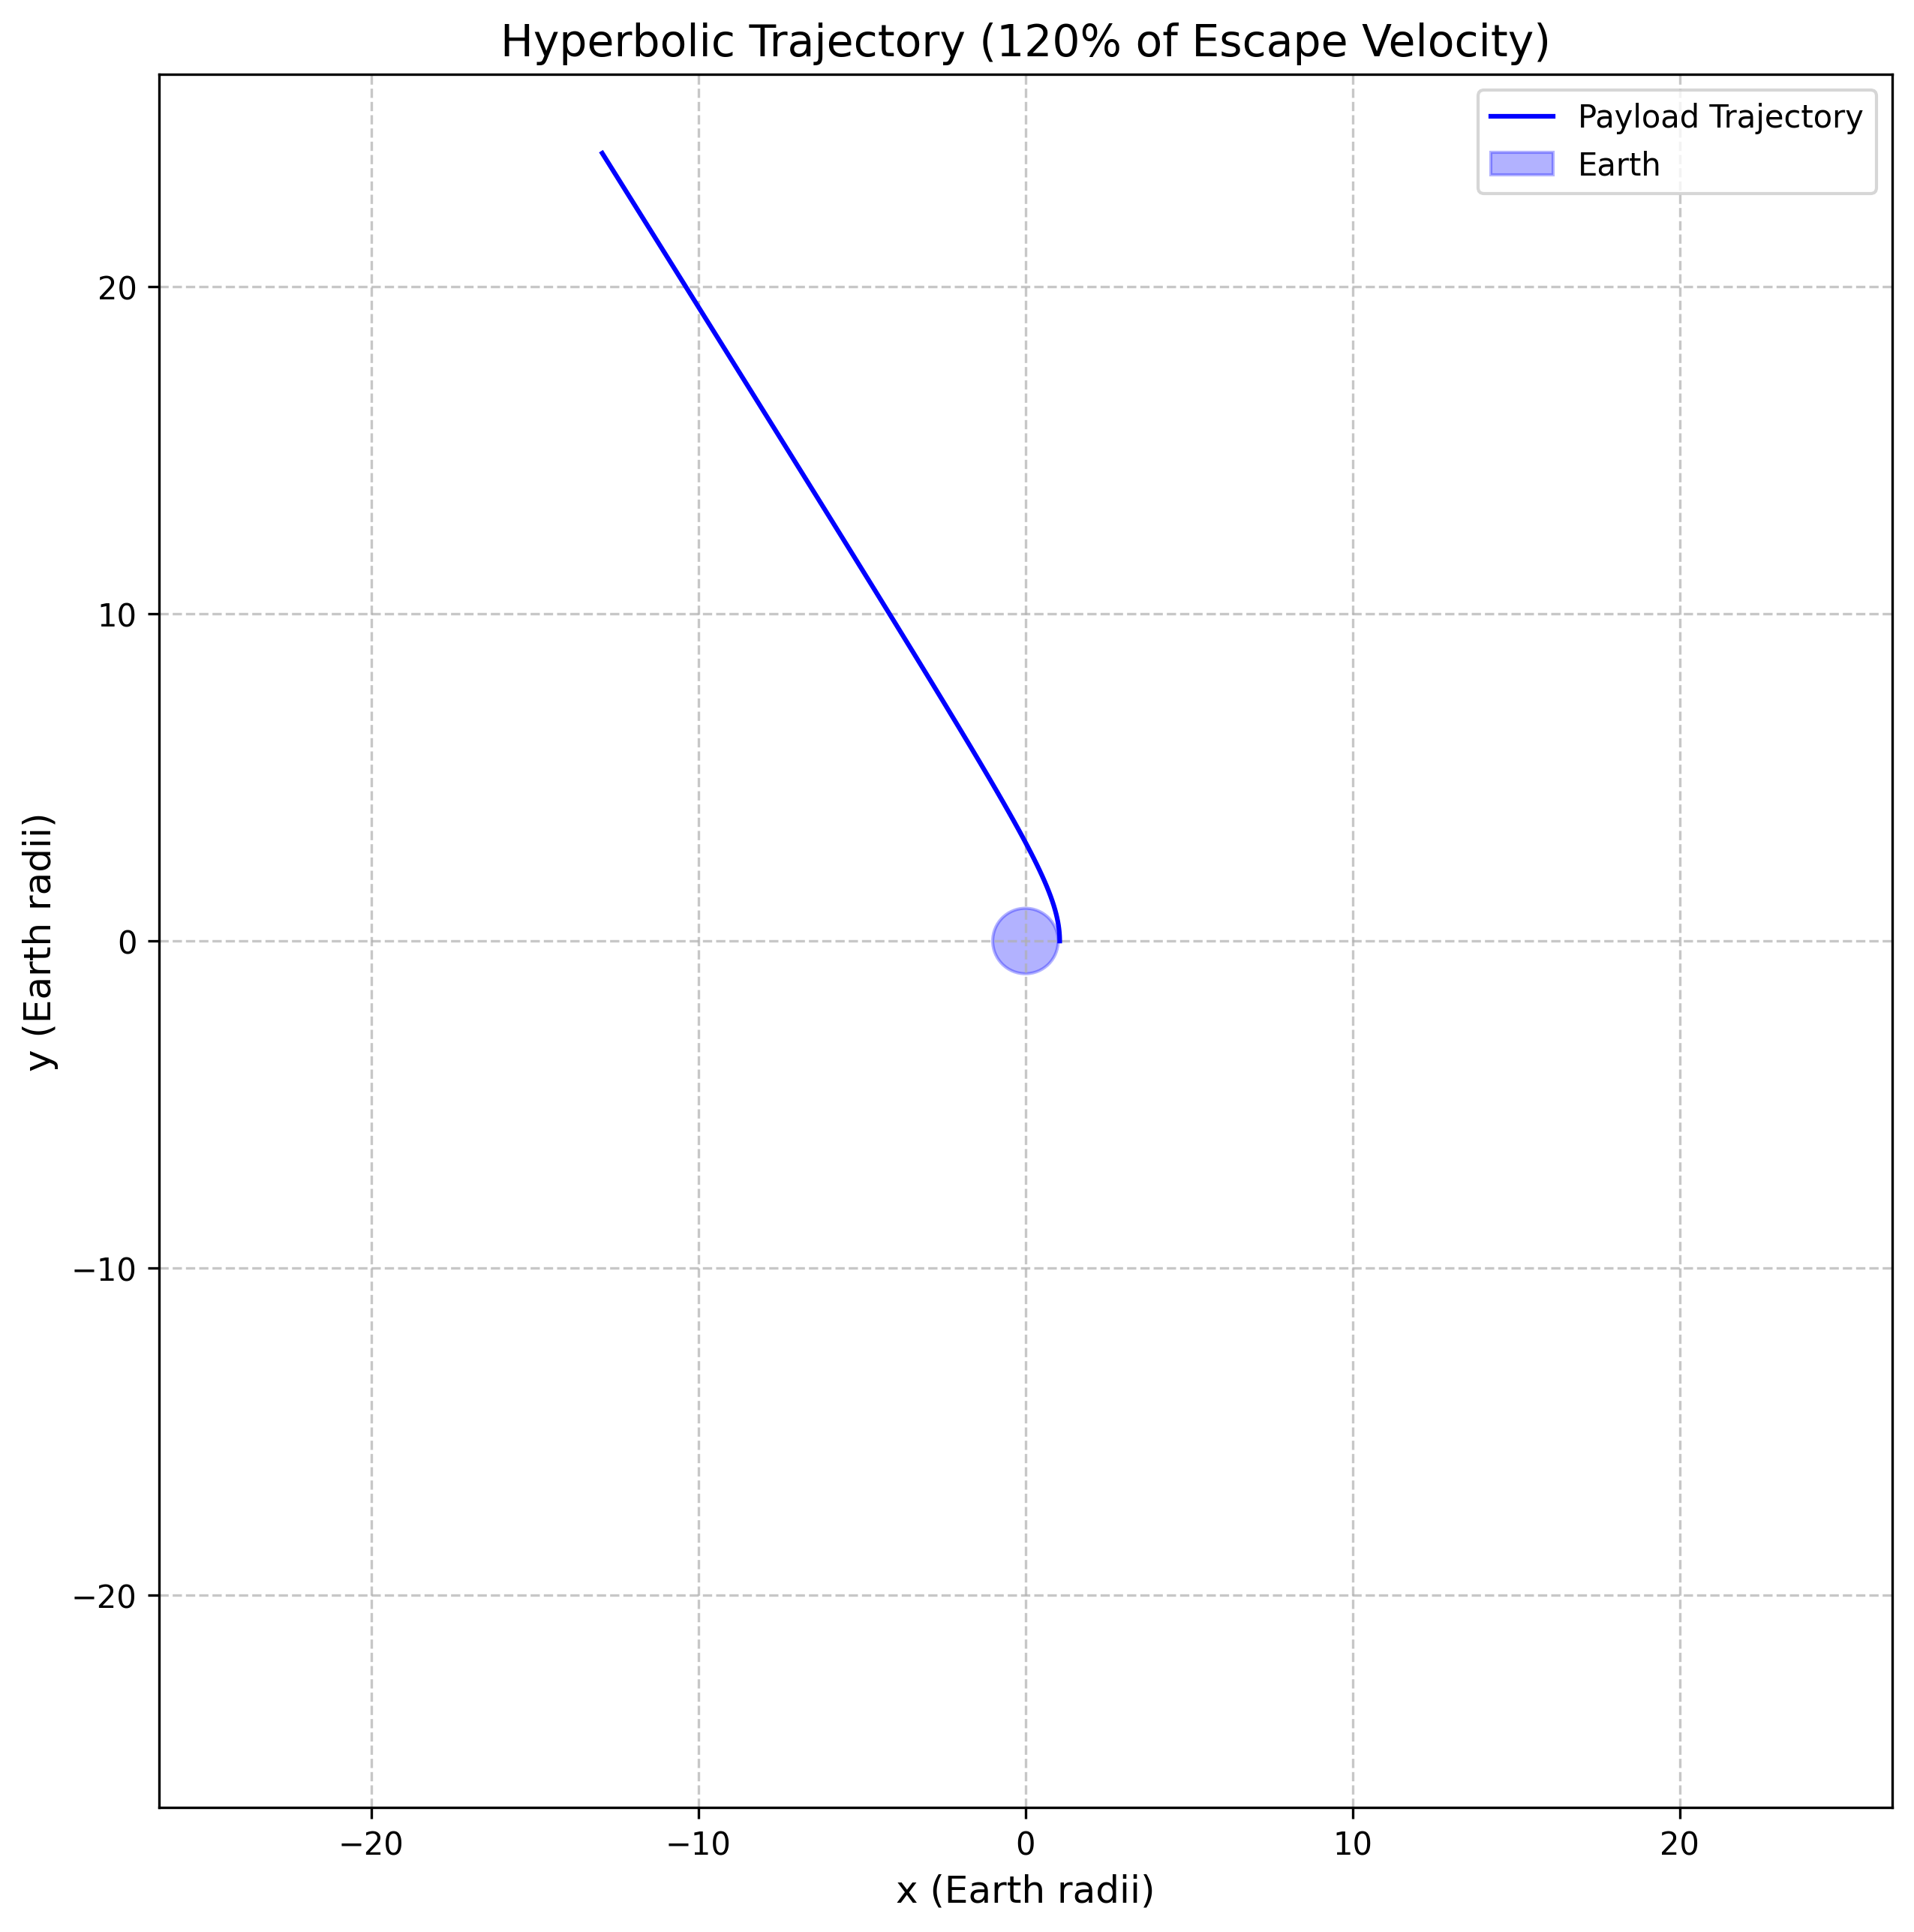 Hyperbolic Trajectory (120% of Escape Velocity)
Payload Trajectory
Earth
20
10
0
−10
−20
y (Earth radii)
−20
−10
0
10
20
x (Earth radii)